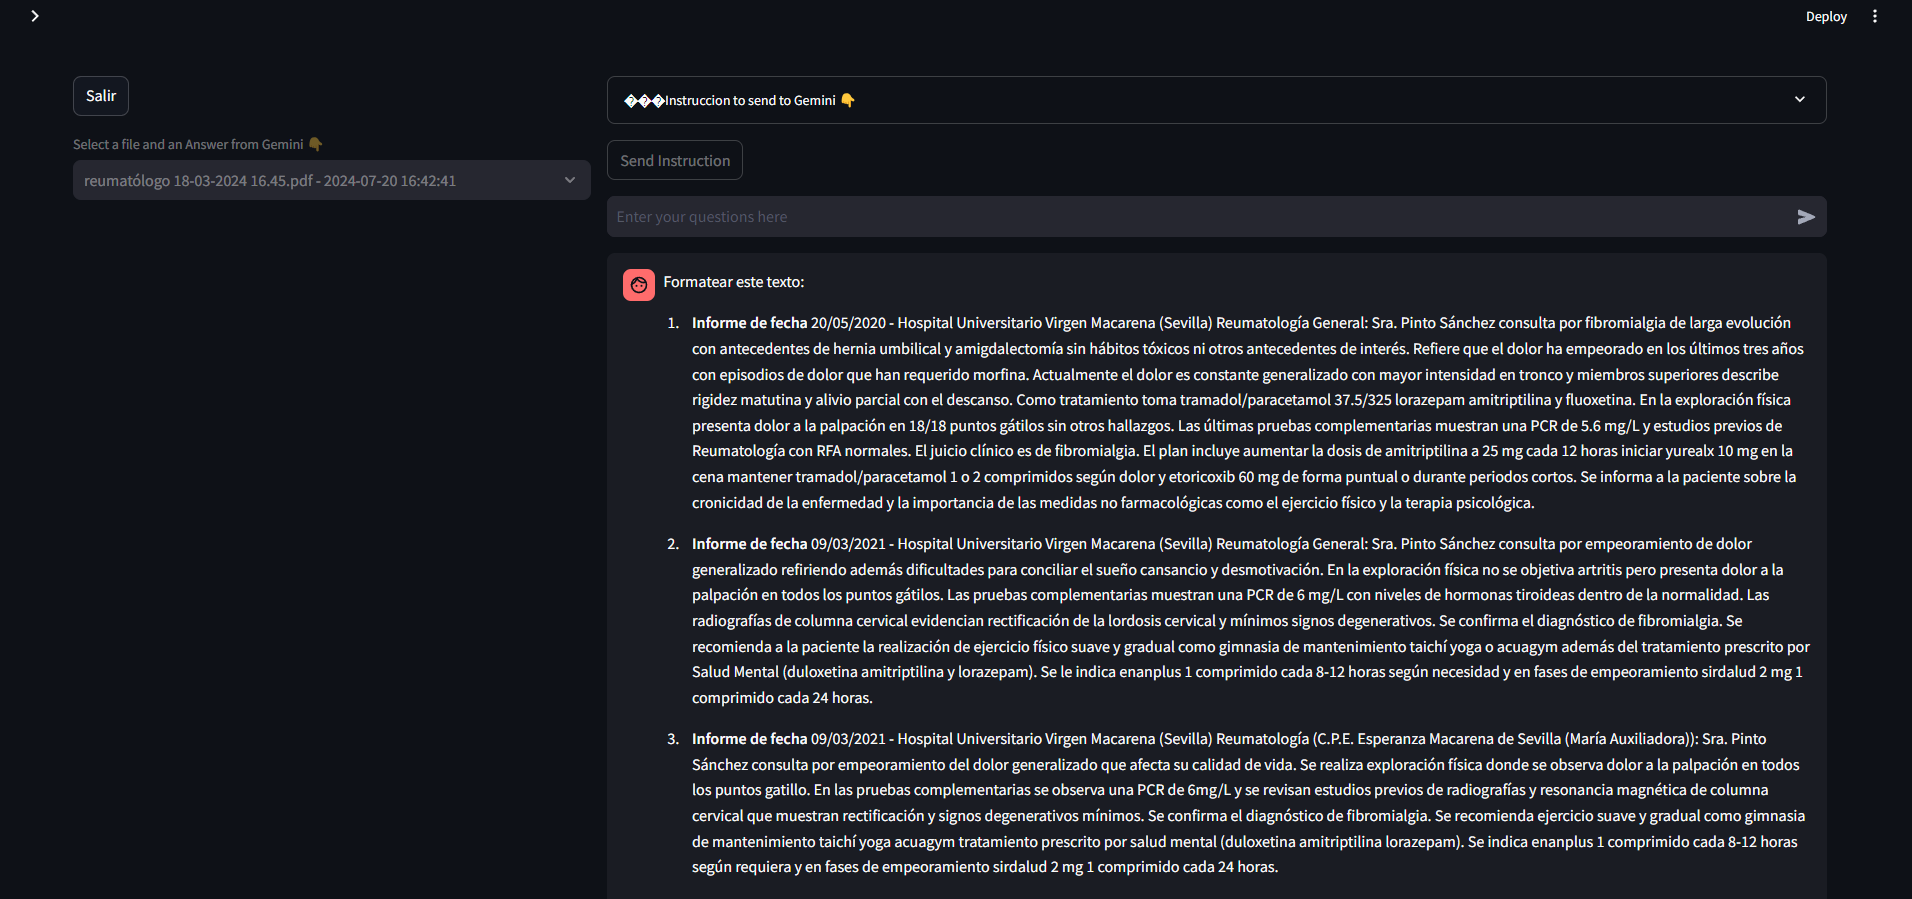 Deploy
Salir
Select a file and an Answer from Gemini 👇
reumatólogo 18-03-2024 16.45.pdf - 2024-07-20 16:42:41
���Instruccion to send to Gemini 👇
Send Instruction
Enter your questions here
Formatear este texto:
1. Informe de fecha 20/05/2020 - Hospital Universitario Virgen Macarena (Sevilla) Reumatología General: Sra. Pinto Sánchez consulta por fibromialgia de larga evolución
con antecedentes de hernia umbilical y amigdalectomía sin hábitos tóxicos ni otros antecedentes de interés. Refiere que el dolor ha empeorado en los últimos tres años
con episodios de dolor que han requerido morfina. Actualmente el dolor es constante generalizado con mayor intensidad en tronco y miembros superiores describe
rigidez matutina y alivio parcial con el descanso. Como tratamiento toma tramadol/paracetamol 37.5/325 lorazepam amitriptilina y fluoxetina. En la exploración física
presenta dolor a la palpación en 18/18 puntos gátilos sin otros hallazgos. Las últimas pruebas complementarias muestran una PCR de 5.6 mg/L y estudios previos de
Reumatología con RFA normales. El juicio clínico es de fibromialgia. El plan incluye aumentar la dosis de amitriptilina a 25 mg cada 12 horas iniciar yurealx 10 mg en la
cena mantener tramadol/paracetamol 1 o 2 comprimidos según dolor y etoricoxib 60 mg de forma puntual o durante periodos cortos. Se informa a la paciente sobre la
cronicidad de la enfermedad y la importancia de las medidas no farmacológicas como el ejercicio físico y la terapia psicológica.
2. Informe de fecha 09/03/2021 - Hospital Universitario Virgen Macarena (Sevilla) Reumatología General: Sra. Pinto Sánchez consulta por empeoramiento de dolor
generalizado refiriendo además dificultades para conciliar el sueño cansancio y desmotivación. En la exploración física no se objetiva artritis pero presenta dolor a la
palpación en todos los puntos gátilos. Las pruebas complementarias muestran una PCR de 6 mg/L con niveles de hormonas tiroideas dentro de la normalidad. Las
radiografías de columna cervical evidencian rectificación de la lordosis cervical y mínimos signos degenerativos. Se confirma el diagnóstico de fibromialgia. Se
recomienda a la paciente la realización de ejercicio físico suave y gradual como gimnasia de mantenimiento taichí yoga o acuagym además del tratamiento prescrito por
Salud Mental (duloxetina amitriptilina y lorazepam). Se le indica enanplus 1 comprimido cada 8-12 horas según necesidad y en fases de empeoramiento sirdalud 2 mg 1
comprimido cada 24 horas.
3. Informe de fecha 09/03/2021 - Hospital Universitario Virgen Macarena (Sevilla) Reumatología (C.P.E. Esperanza Macarena de Sevilla (María Auxiliadora)): Sra. Pinto
Sánchez consulta por empeoramiento del dolor generalizado que afecta su calidad de vida. Se realiza exploración física donde se observa dolor a la palpación en todos
los puntos gatillo. En las pruebas complementarias se observa una PCR de 6mg/L y se revisan estudios previos de radiografías y resonancia magnética de columna
cervical que muestran rectificación y signos degenerativos mínimos. Se confirma el diagnóstico de fibromialgia. Se recomienda ejercicio suave y gradual como gimnasia
de mantenimiento taichí yoga acuagym tratamiento prescrito por salud mental (duloxetina amitriptilina lorazepam). Se indica enanplus 1 comprimido cada 8-12 horas
según requiera y en fases de empeoramiento sirdalud 2 mg 1 comprimido cada 24 horas.